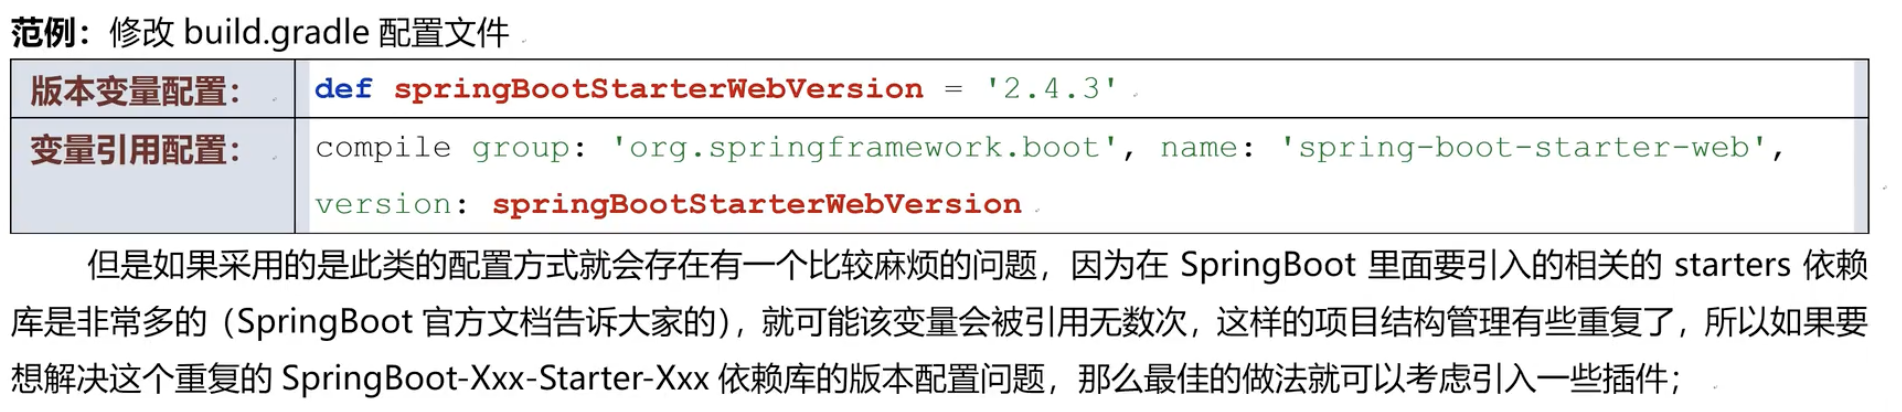 范例：修改 build.gradle 配置文件
版本变量配置： def springBootStarterWebVersion = '2.4.3'
变量引用配置： compile group: 'org.springframework.boot', name: 'spring-boot-starter-web',
version: springBootStarterWebVersion
但是如果采用的是此类的配置方式就会存在有一个比较麻烦的问题，因为在 SpringBoot 里面要引入的相关的 starters 依赖
库是非常多的（SpringBoot 官方文档告诉大家的），就可能该变量会被引用无数次，这样的项目结构管理有些重复了，所以如果要
想解决这个重复的 SpringBoot-Xxx-Starter-Xxx 依赖库的版本配置问题，那么最佳的做法就可以考虑引入一些插件；